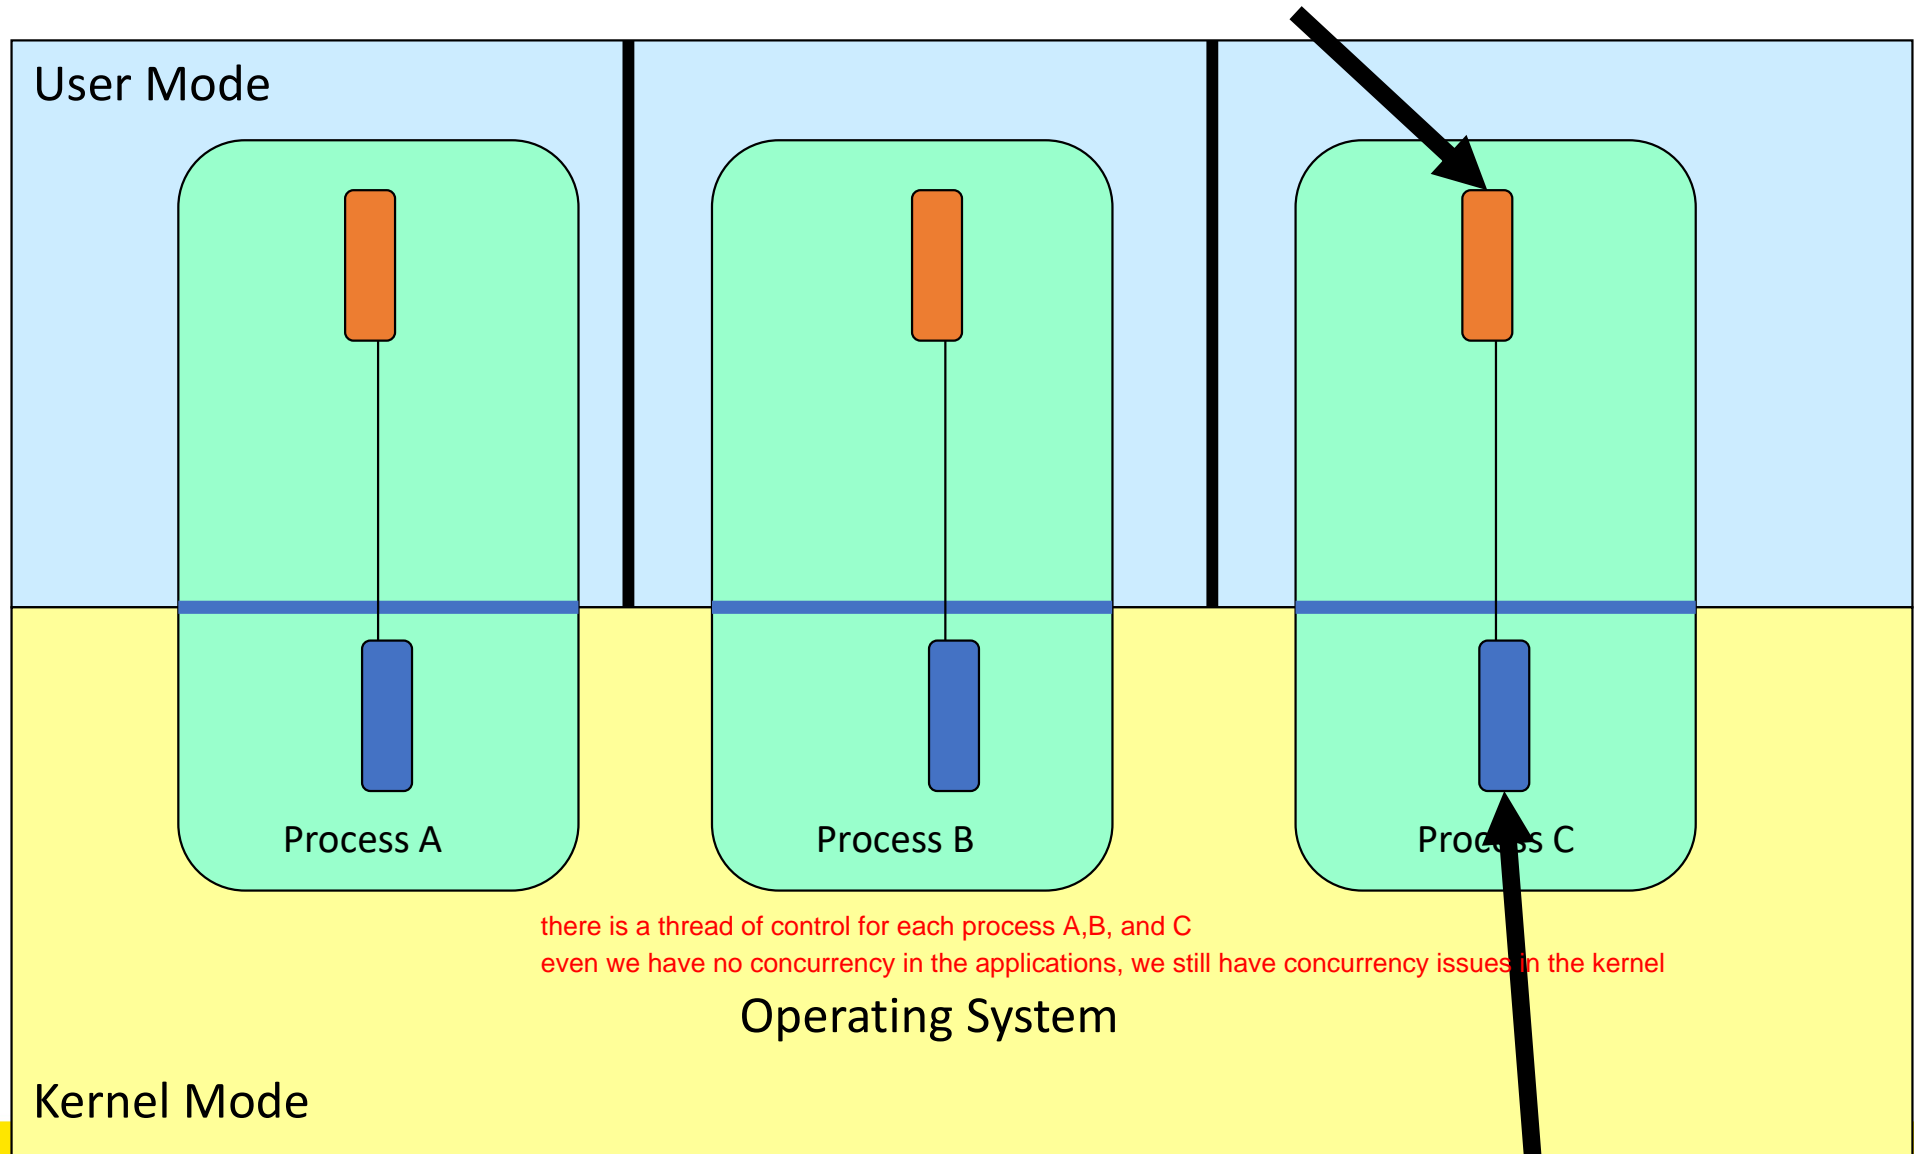 User Mode
Process A
Process B
Process C
there is a thread of control for each process A,B, and C
even we have no concurrency in the applications, we still have concurrency issues in the kernel
Operating System
Kernel Mode